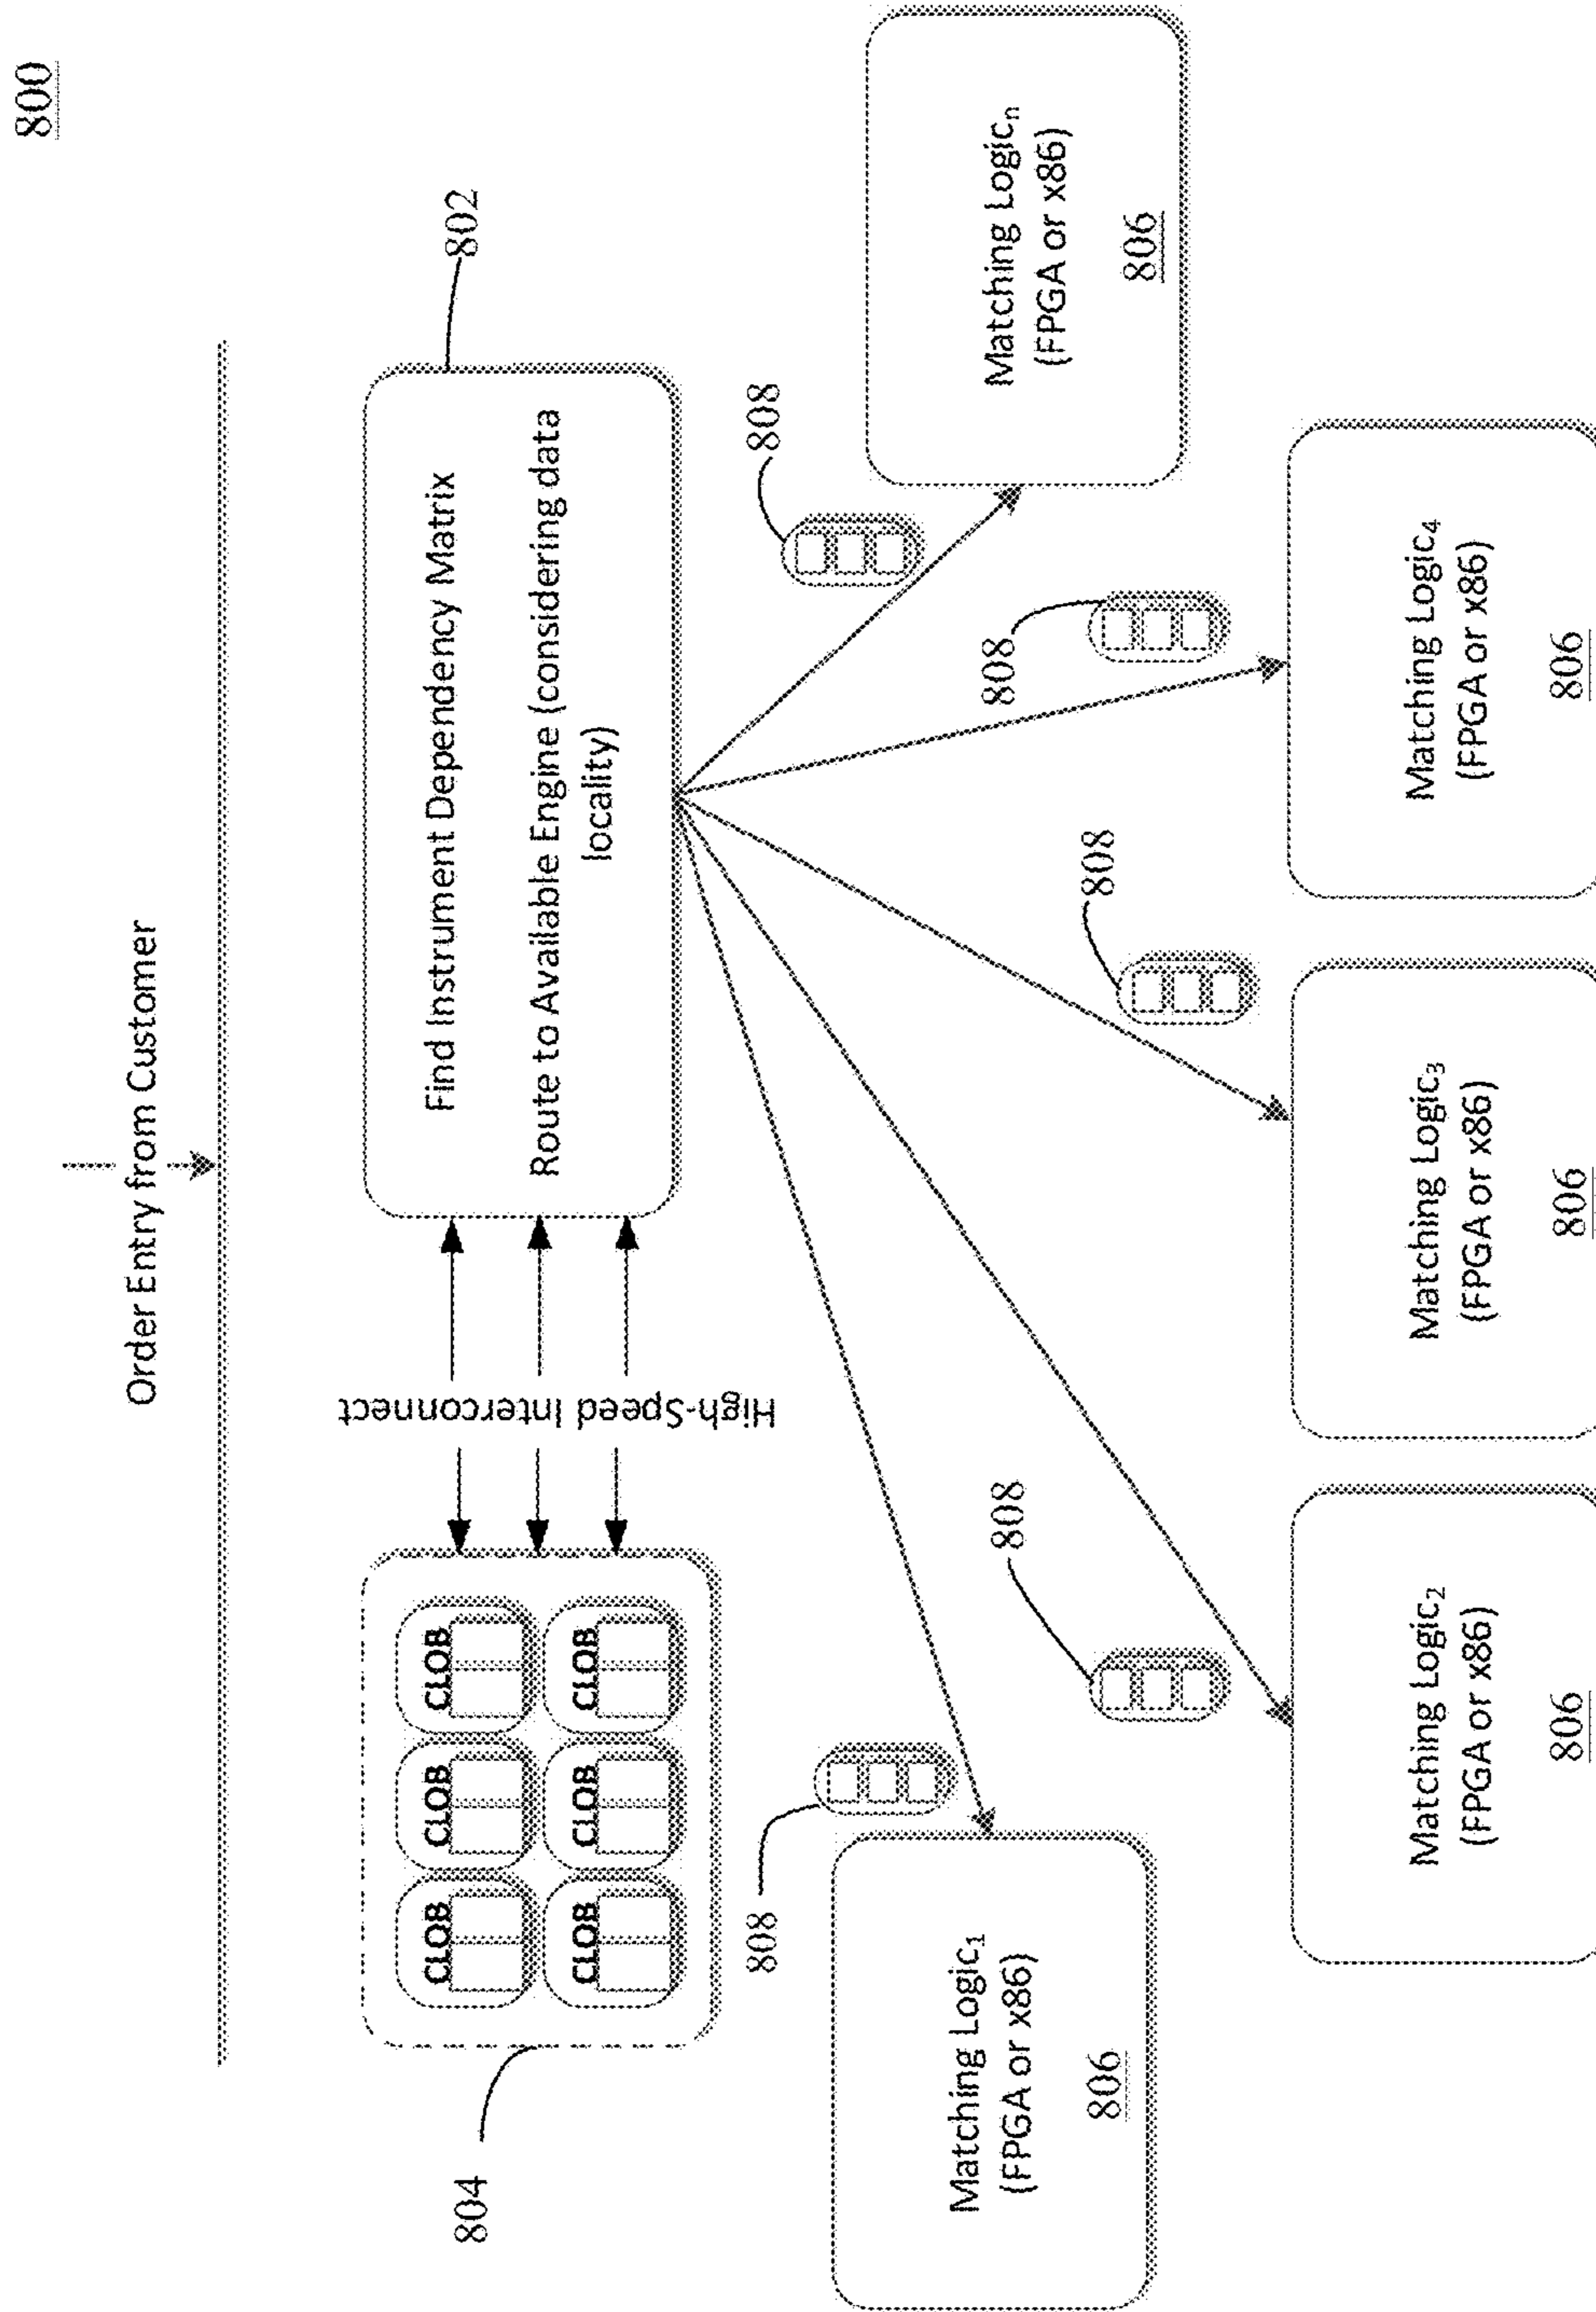 800
Order Entry from Customer
804
CLOB CLOB CLOB
CLOB CLOB CLOB
High-Speed Interconnect
802
Find Instrument Dependency Matrix
Route to Available Engine (considering data
locality)
808
808
808
808
808
Matching Logic1
(FPGA or x86)
806
Matching Logic2
(FPGA or x86)
806
Matching Logic3
(FPGA or x86)
806
Matching Logic4
(FPGA or x86)
806
Matching Logicn
(FPGA or x86)
806